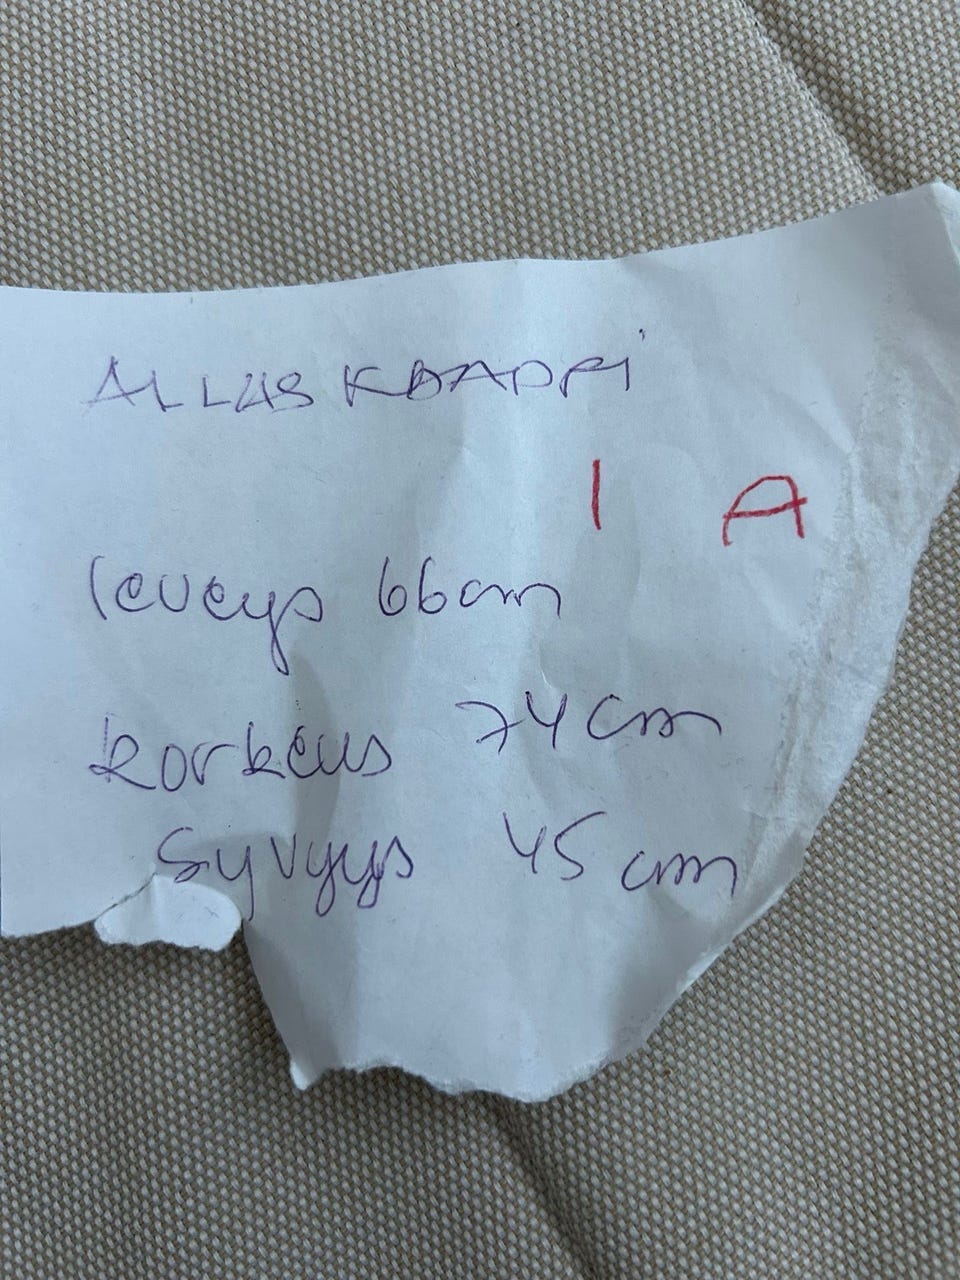 ALLAS KAAPPI
1 A
leveys 66cm
korkeus 74cm
Syvyys 45 cm